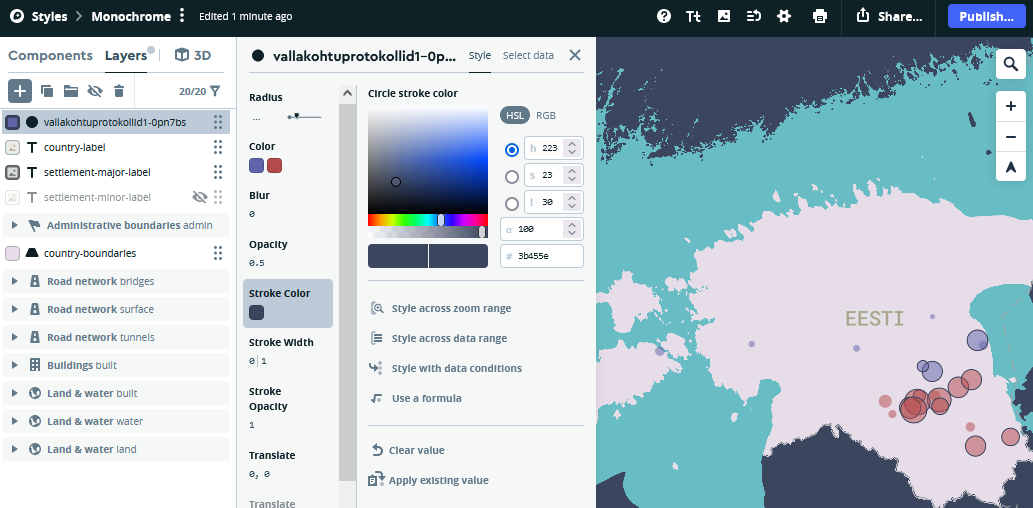 Styles Monochrome Edited 1 minute ago
? Tt Share... Publish...
Components Layers 3D
20/20
vallakohtuprotokollid1-0pn7bs
country-label
settlement-major-label
settlement-minor-label
Administrative boundaries admin
country-boundaries
Road network bridges
Road network surface
Road network tunnels
Buildings built
Land & water built
Land & water water
Land & water land
vallakohtuprotokollid1-0p... Style Select data
Radius
...
Color
Blur
0
Opacity
0.5
Stroke Color
Stroke Width
0 1
Stroke
Opacity
1
Translate
0, 0
Translate
Circle stroke color
HSL RGB
h 223
s 23
l 30
α 100
# 3b455e
Style across zoom range
Style across data range
Style with data conditions
Use a formula
Clear value
Apply existing value
EESTI